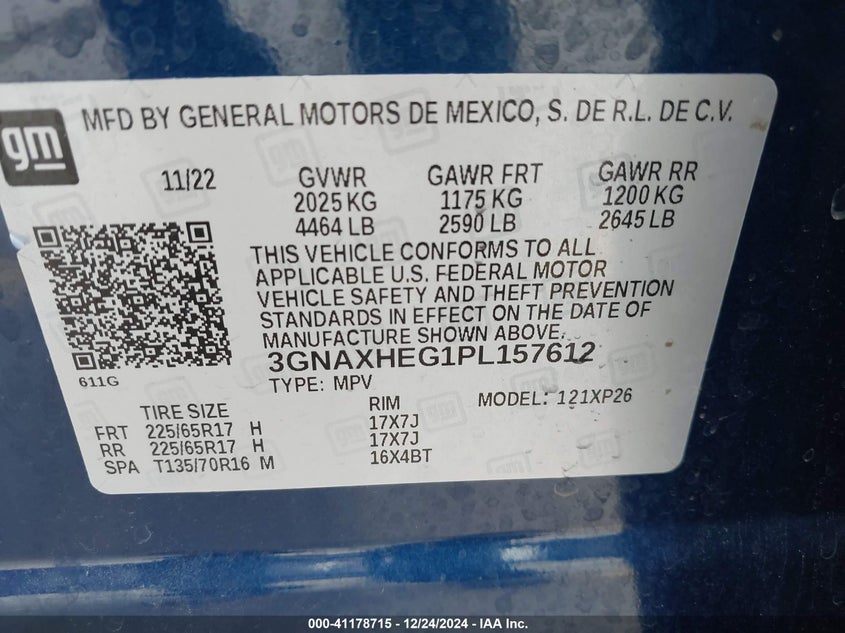 gm
MFD BY GENERAL MOTORS DE MEXICO, S. DE R.L. DE C.V.
11/22 GVWR GAWR FRT GAWR RR
2025 KG 1175 KG 1200 KG
4464 LB 2590 LB 2645 LB
THIS VEHICLE CONFORMS TO ALL
APPLICABLE U.S. FEDERAL MOTOR
VEHICLE SAFETY AND THEFT PREVENTION
STANDARDS IN EFFECT ON THE DATE OF
MANUFACTURE SHOWN ABOVE.
3GNAXHEG1PL157612
611G
TYPE: MPV
TIRE SIZE RIM MODEL: 121XP26
FRT 225/65R17 H 17X7J
RR 225/65R17 H 17X7J
SPA T135/70R16 M 16X4BT
000-41178715 - 12/24/2024 - IAA Inc.